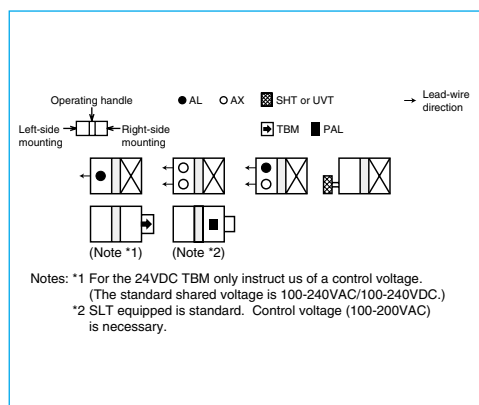 Operating handle
AL
AX
SHT or UVT
Lead-wire
direction
Left-side
mounting
Right-side
mounting
TBM
PAL
(Note *1)
(Note *2)
Notes: *1 For the 24VDC TBM only instruct us of a control voltage.
(The standard shared voltage is 100-240VAC/100-240VDC.)
*2 SLT equipped is standard. Control voltage (100-200VAC)
is necessary.